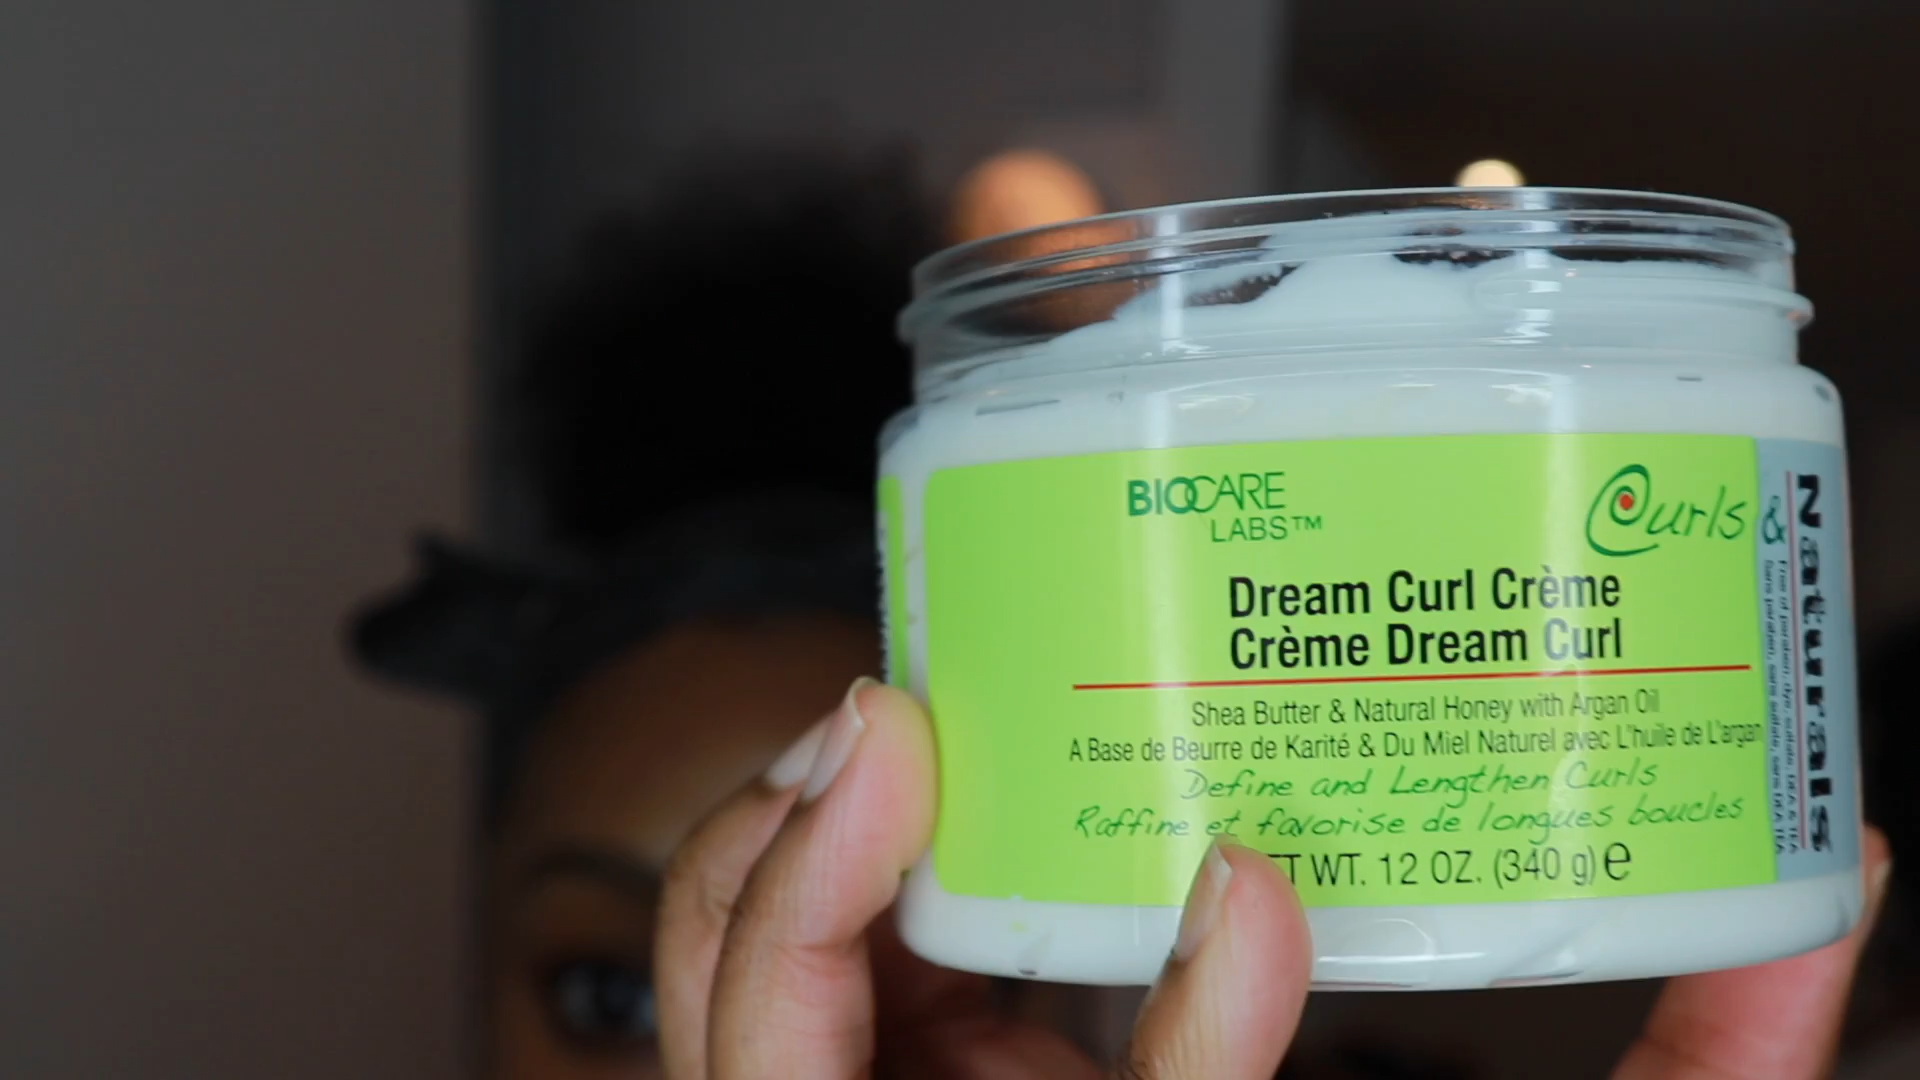 BIOCARE
LABS™
Curls
&
Naturals
Dream Curl Crème
Crème Dream Curl
Shea Butter & Natural Honey with Argan Oil
A Base de Beurre de Karité & Du Miel Naturel avec L'huile de L'argan
Define and Lengthen Curls
Raffine et favorise de longues boucles
WT. 12 OZ. (340 g) e